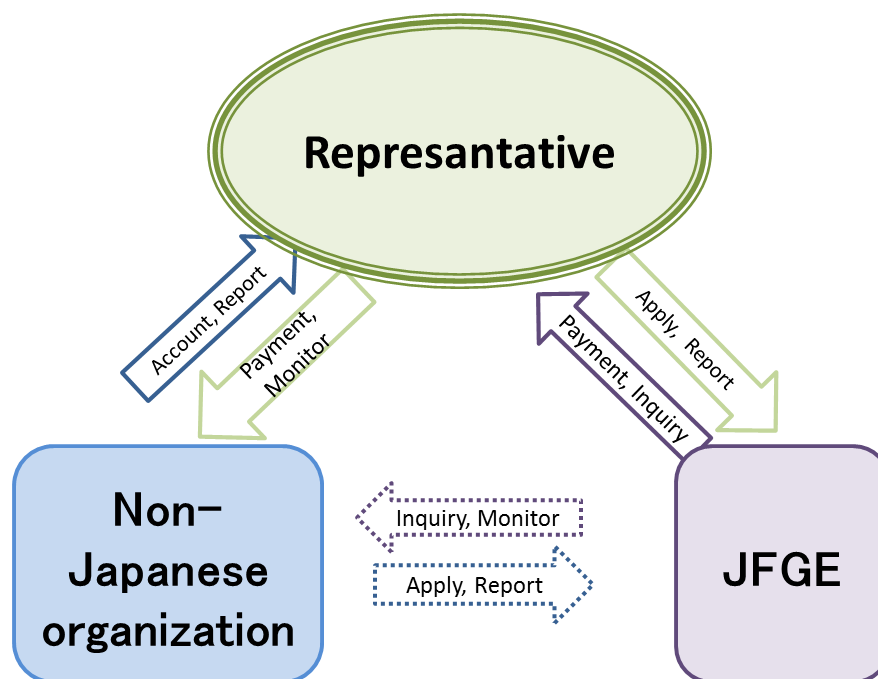 Represantative
Account, Report
Payment,
Monitor
Apply,  Report
Payment, Inquiry
Non-
Japanese
organization
Inquiry, Monitor
Apply, Report
JFGE